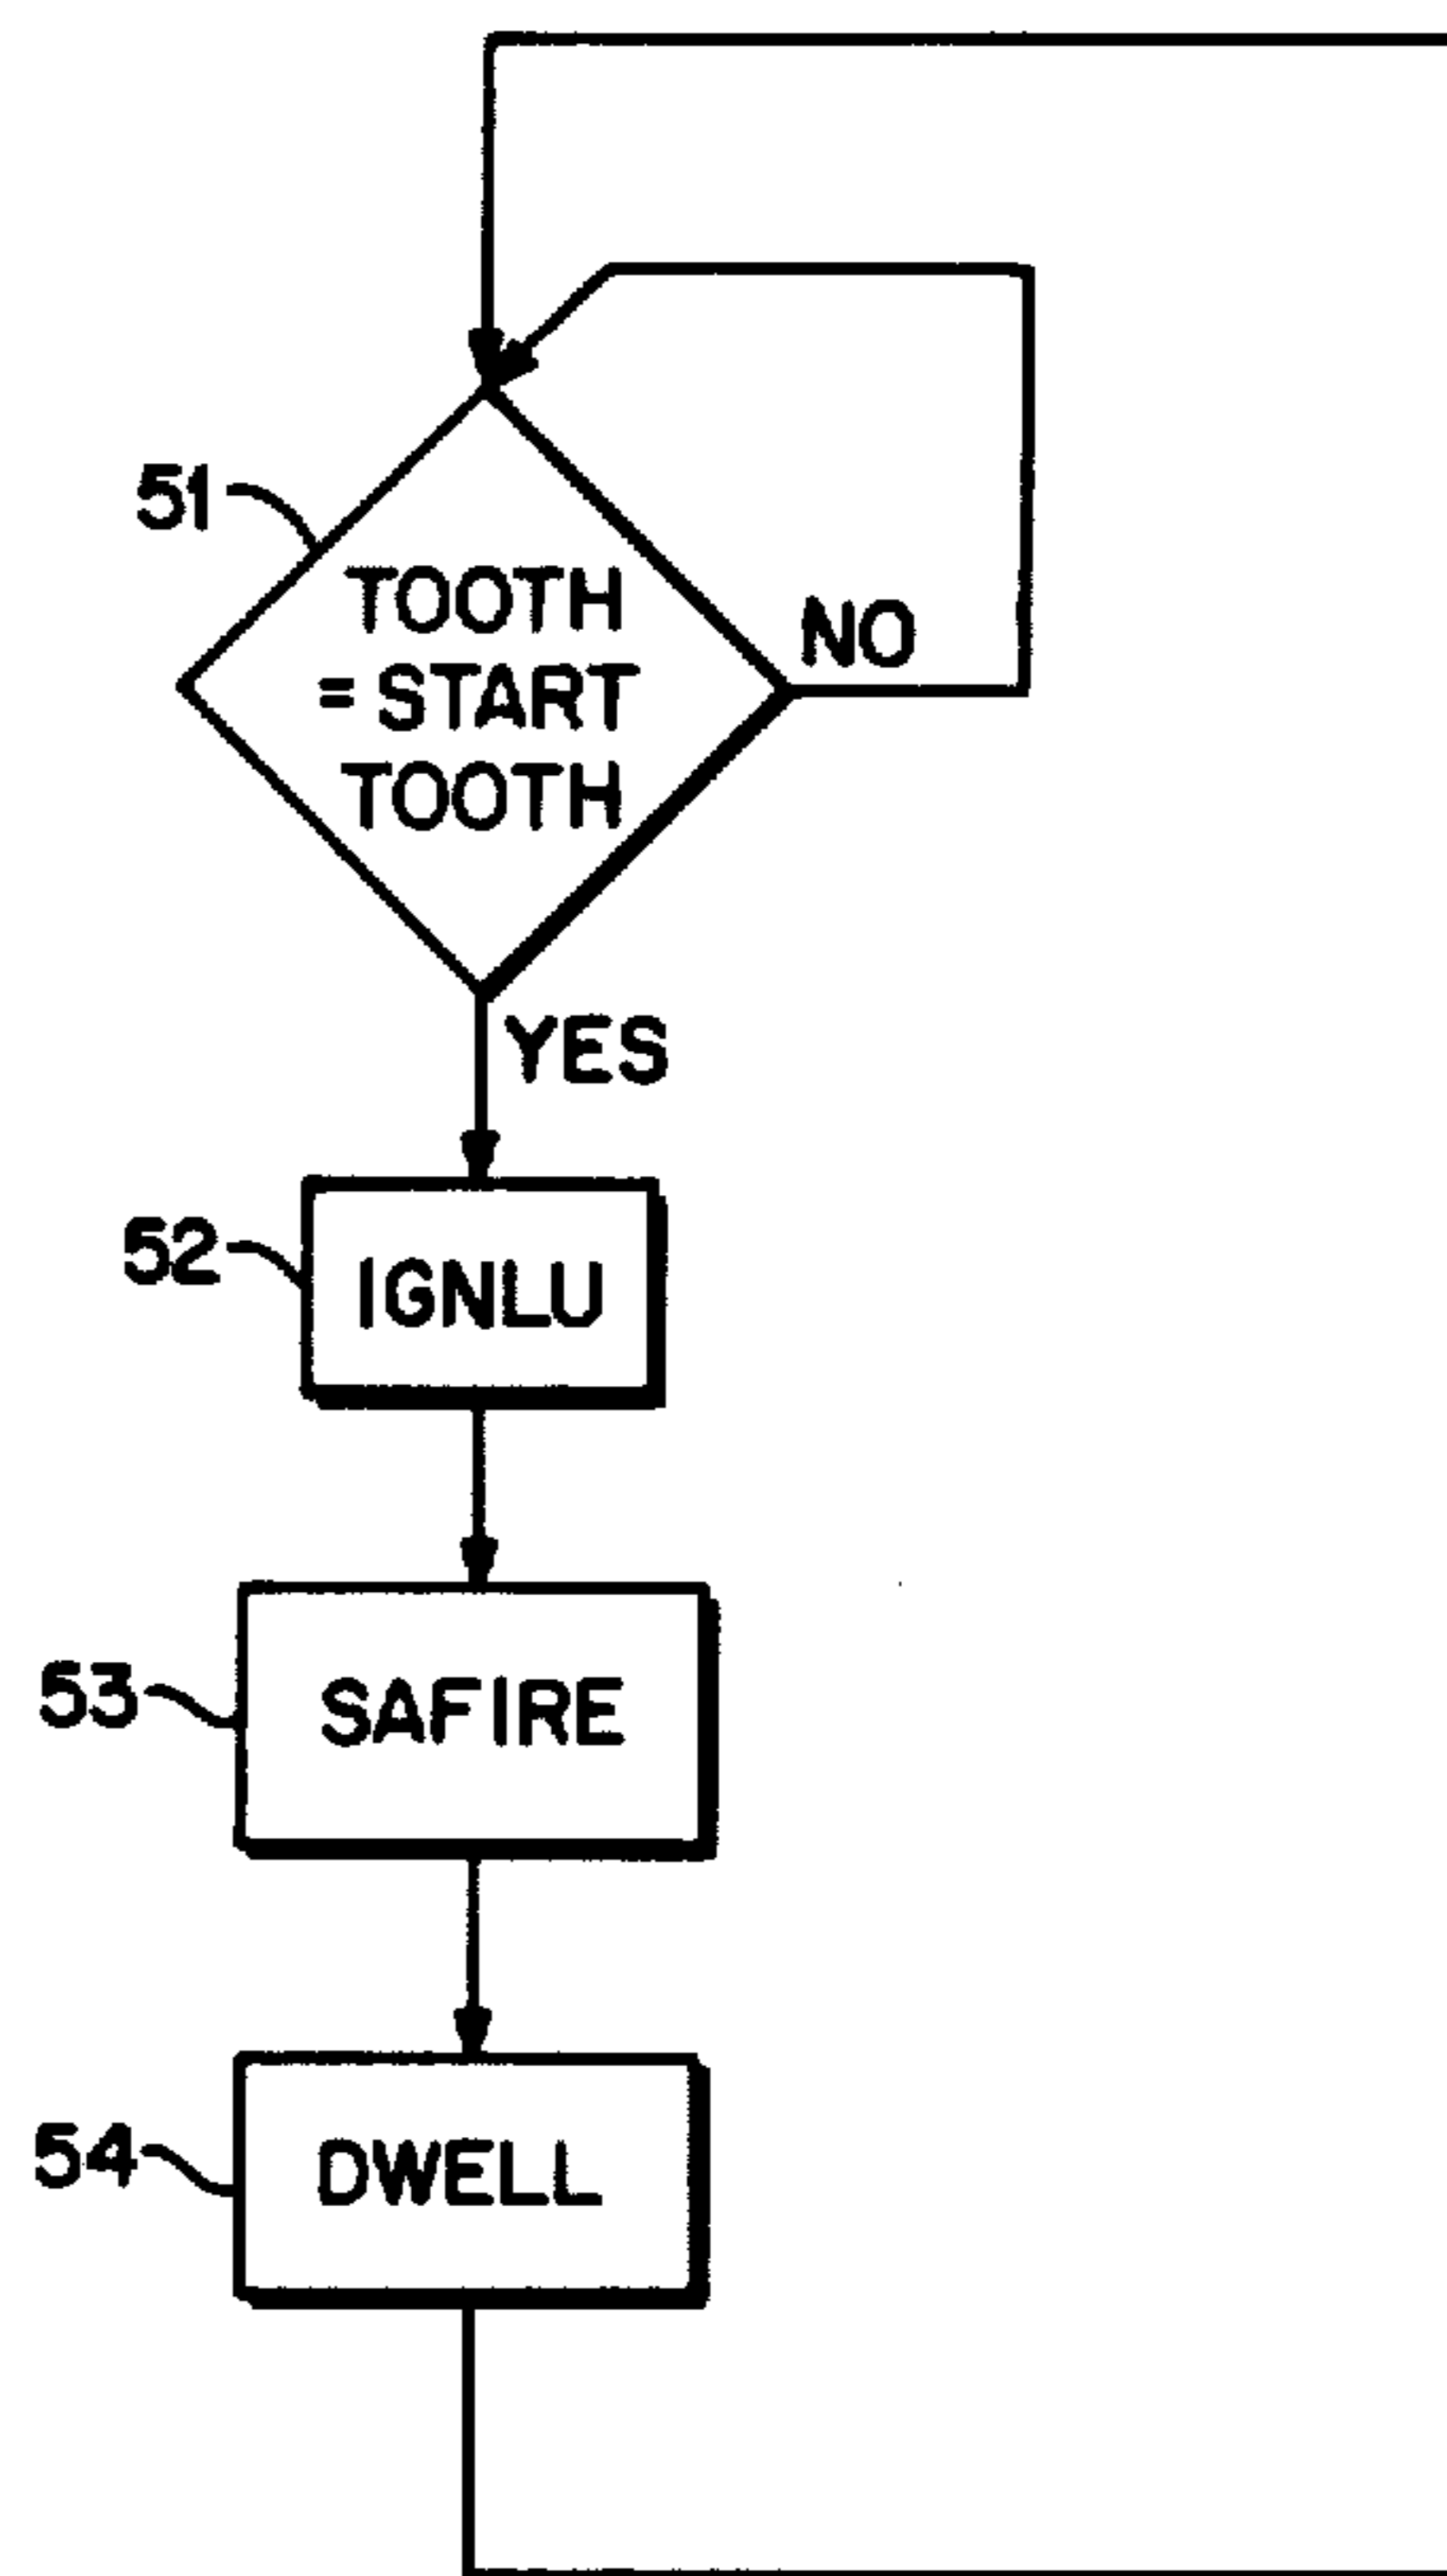 51
TOOTH
= START
TOOTH
NO
YES
52
IGNLU
53
SAFIRE
54
DWELL